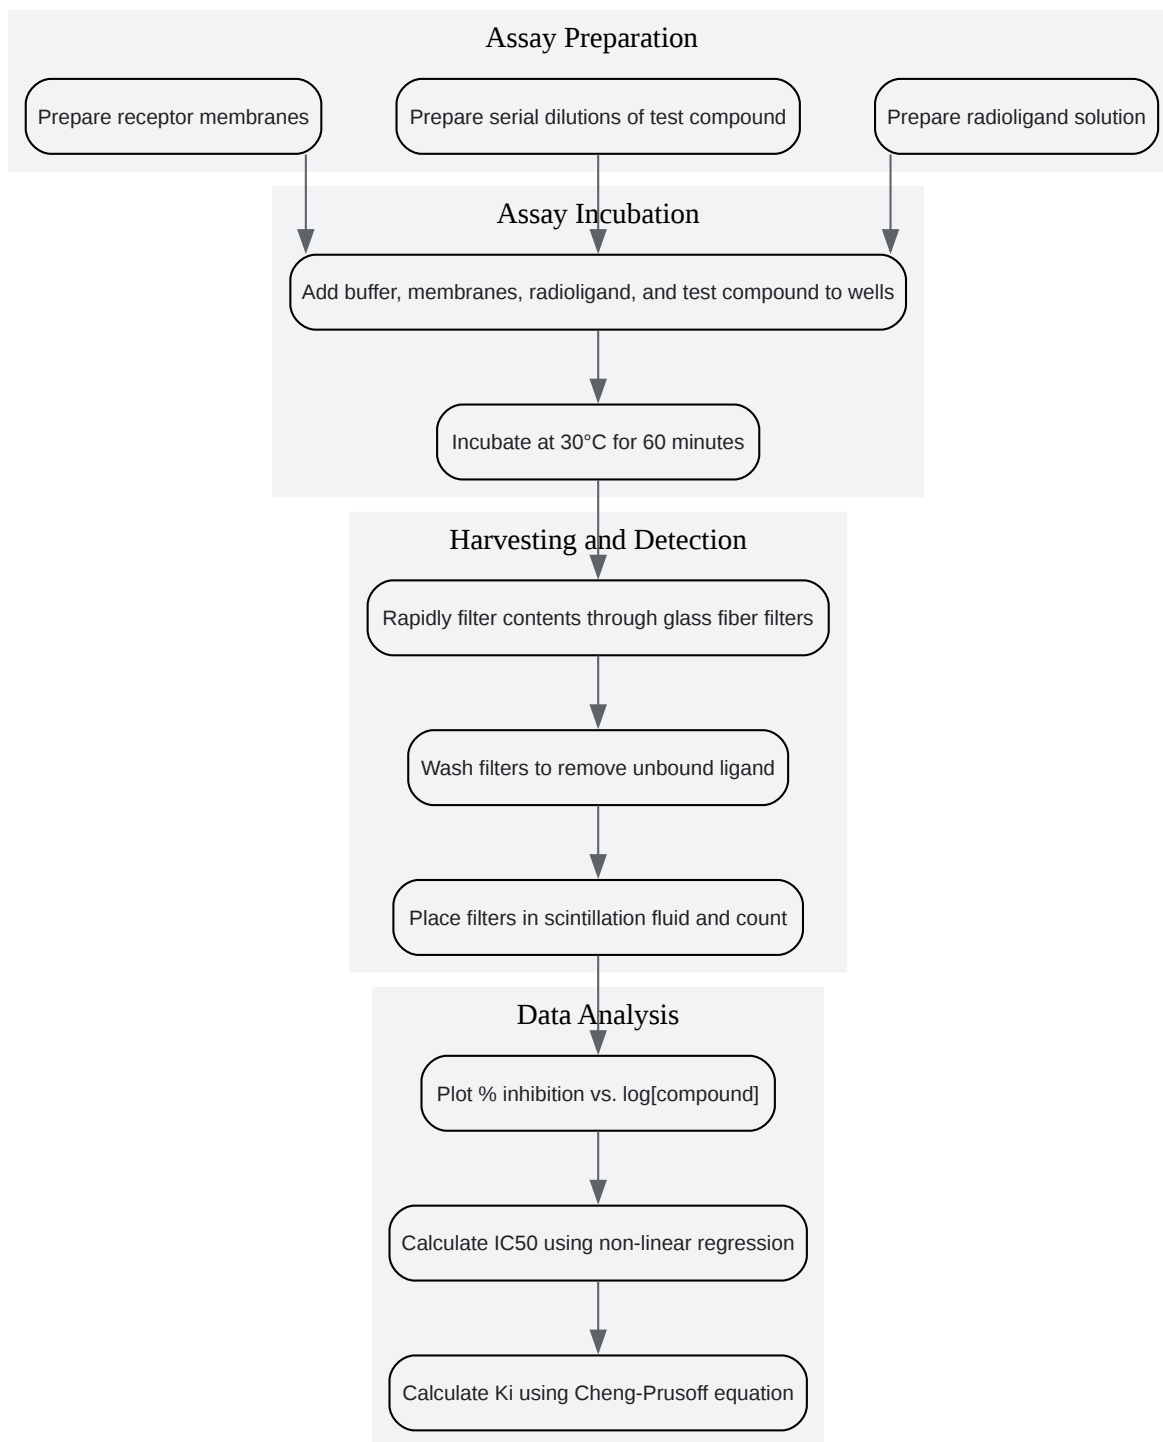 Assay Preparation
Prepare receptor membranes
Prepare serial dilutions of test compound
Prepare radioligand solution
Assay Incubation
Add buffer, membranes, radioligand, and test compound to wells
Incubate at 30°C for 60 minutes
Harvesting and Detection
Rapidly filter contents through glass fiber filters
Wash filters to remove unbound ligand
Place filters in scintillation fluid and count
Data Analysis
Plot % inhibition vs. log[compound]
Calculate IC50 using non-linear regression
Calculate Ki using Cheng-Prusoff equation